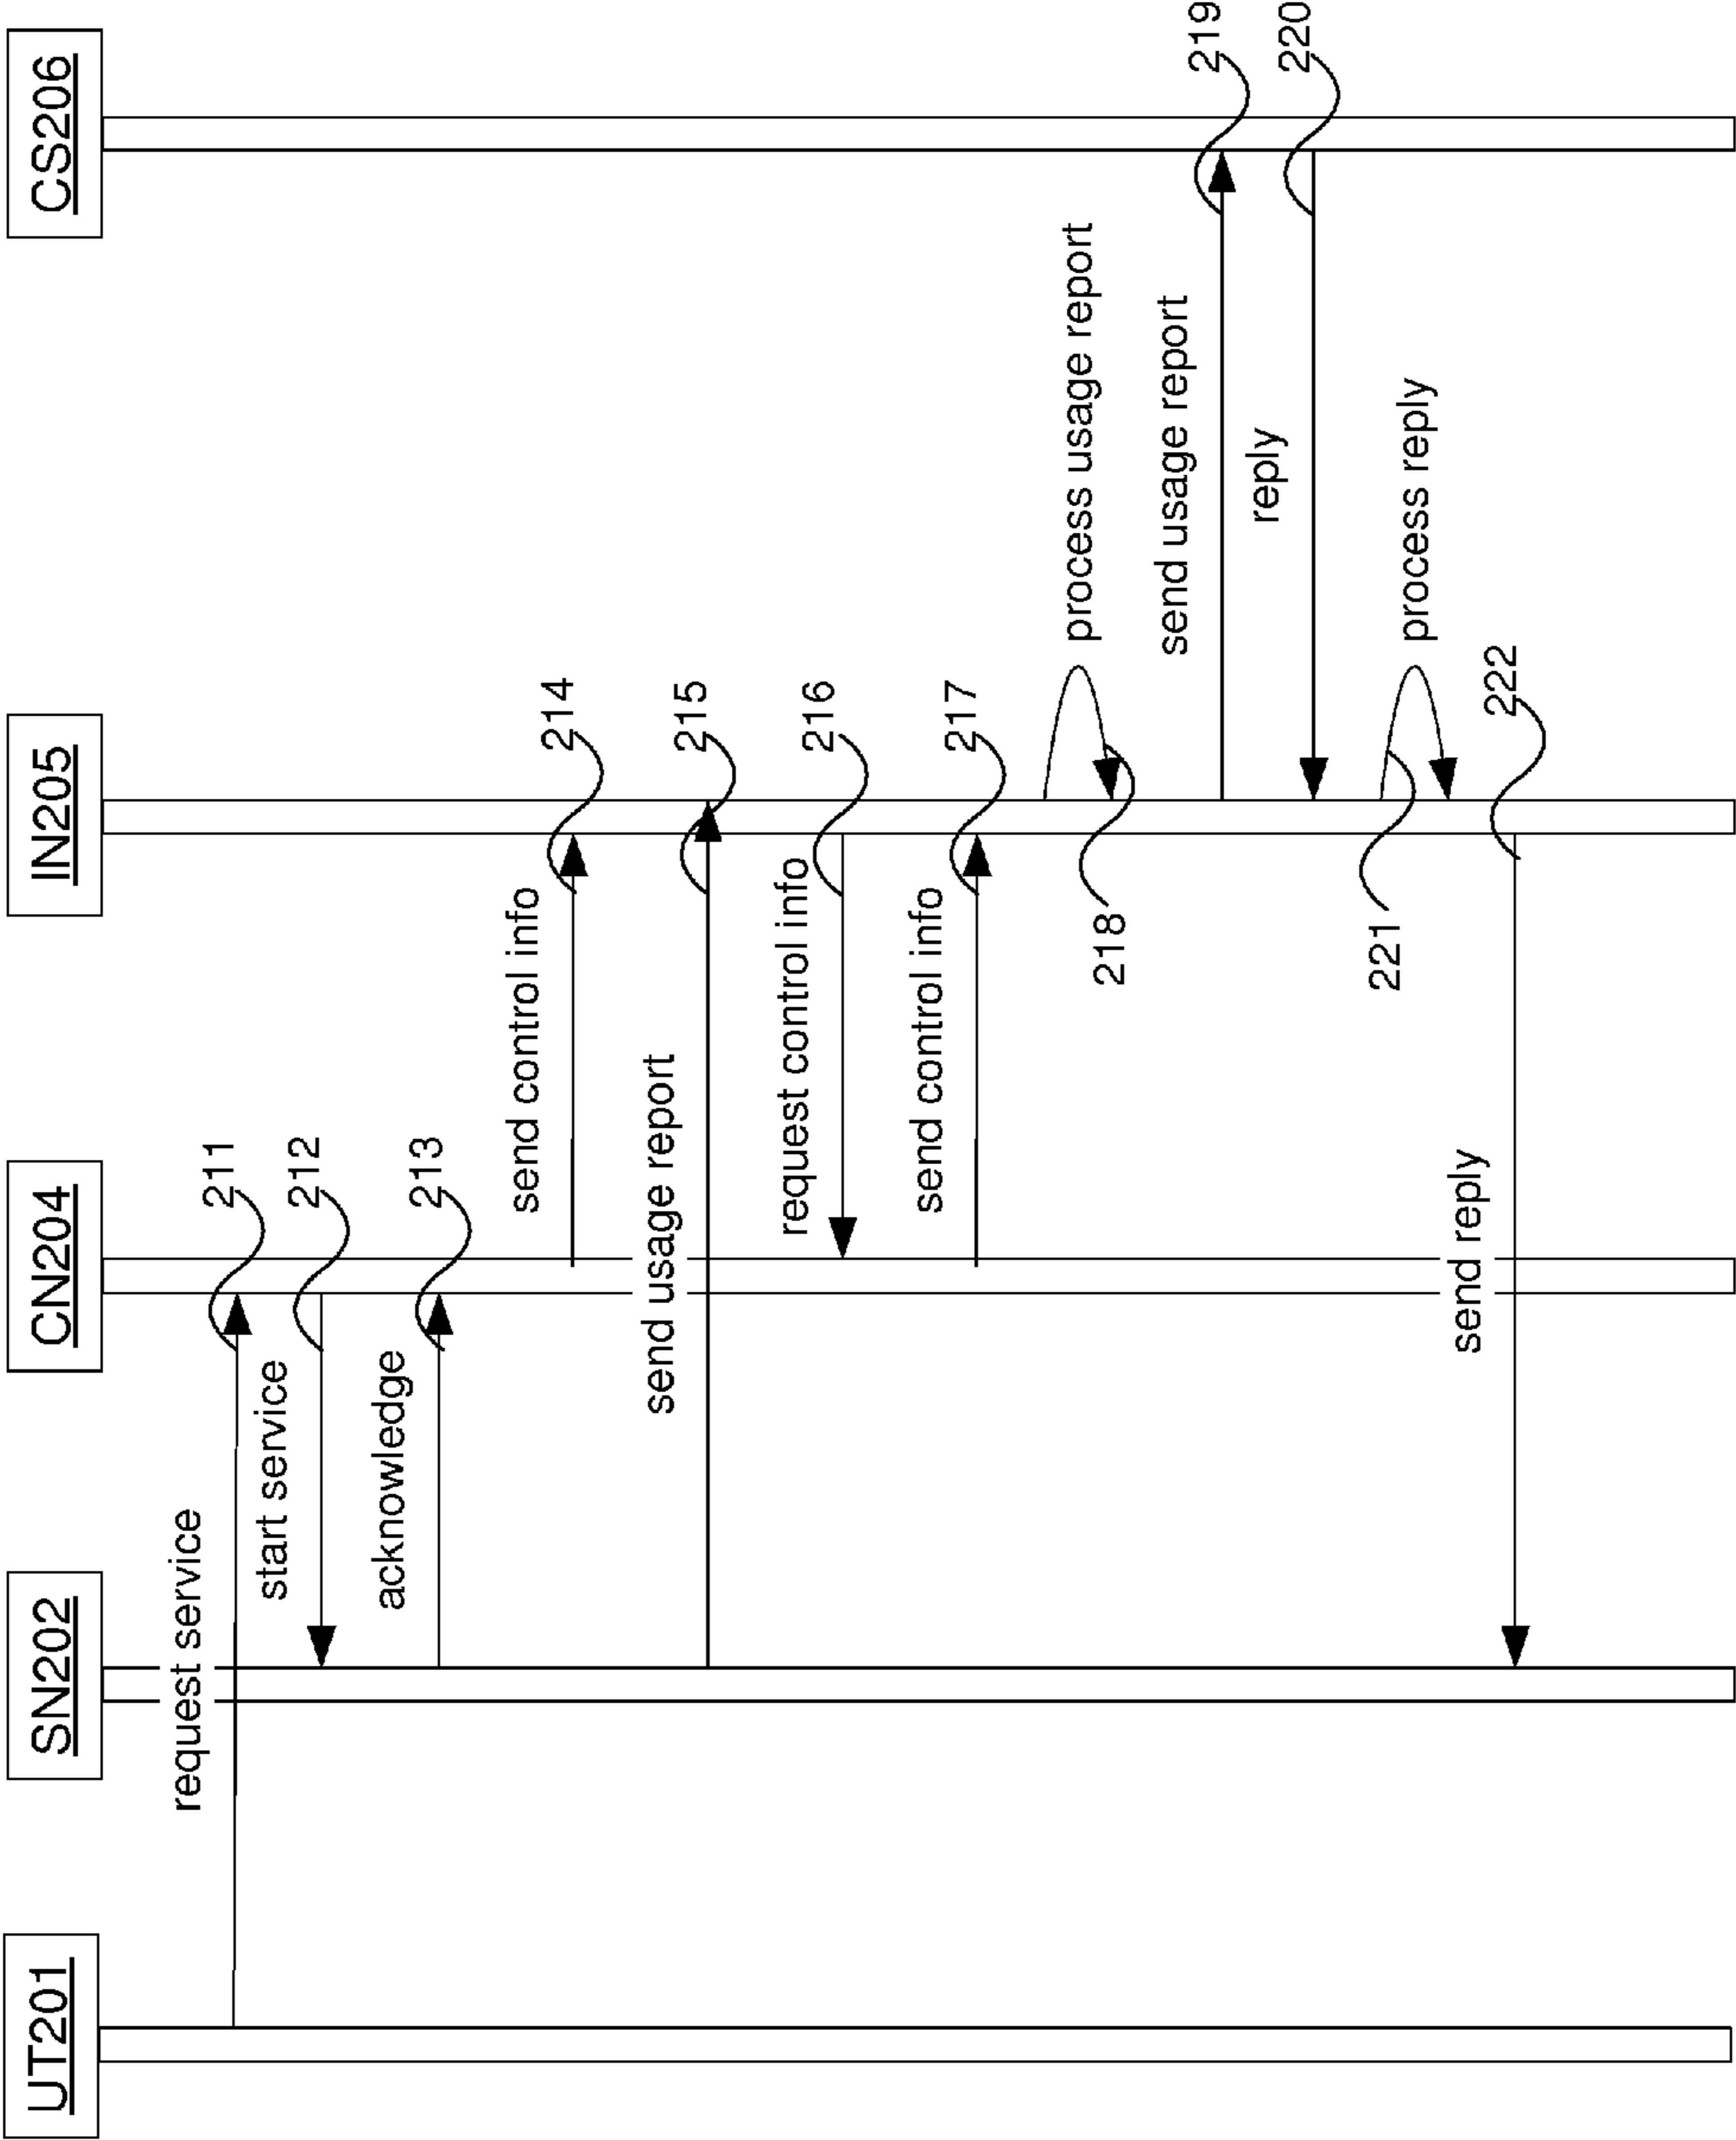 UT201
SN202
CN204
IN205
CS206
request service
211
start service
212
acknowledge
213
send control info
214
send usage report
215
request control info
216
send control info
217
process usage report
218
send usage report
219
reply
220
process reply
221
send reply
222